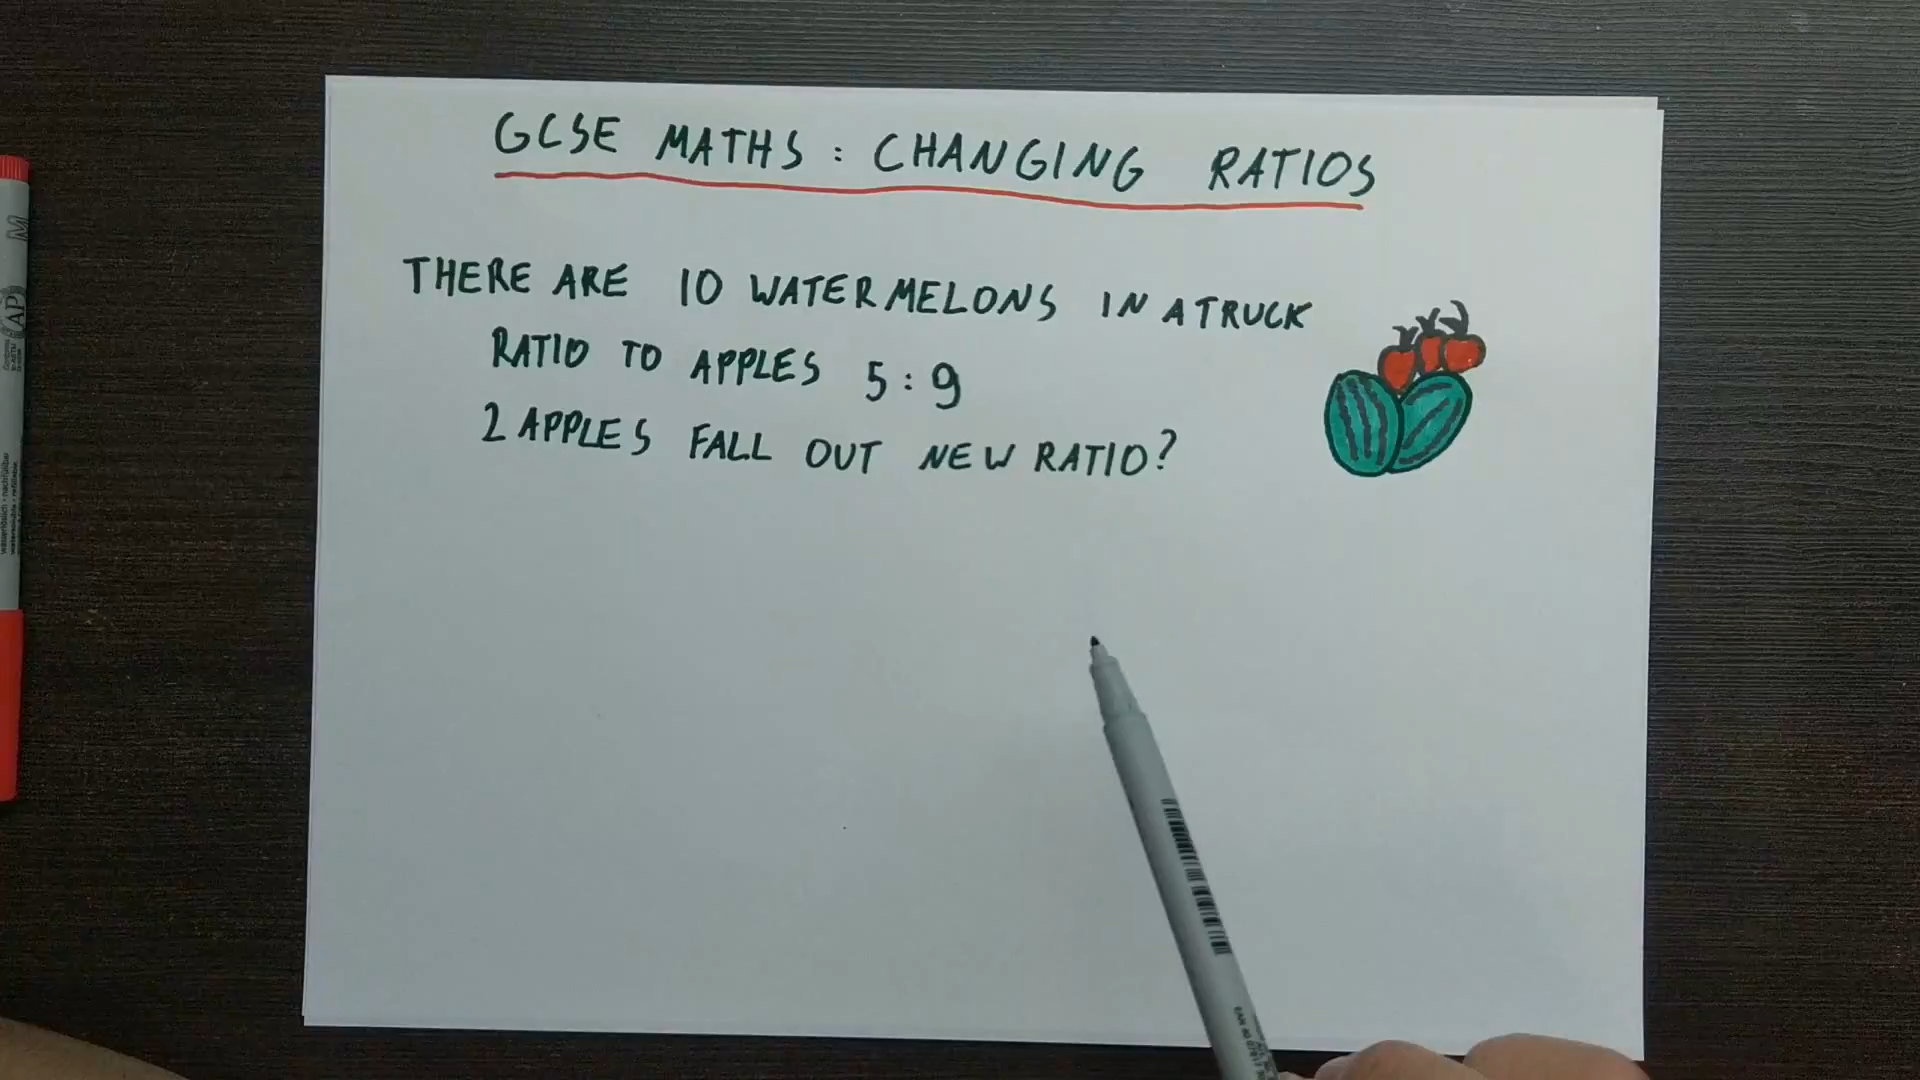 GCSE MATHS : CHANGING RATIOS
THERE ARE 10 WATERMELONS IN A TRUCK
RATIO TO APPLES 5 : 9
2 APPLES FALL OUT NEW RATIO?
M
AP